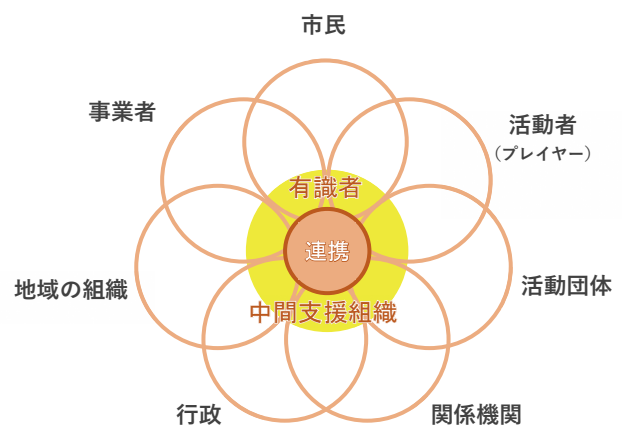 市民
事業者
活動者
（プレイヤー）
有識者
連携
地域の組織
活動団体
中間支援組織
行政
関係機関